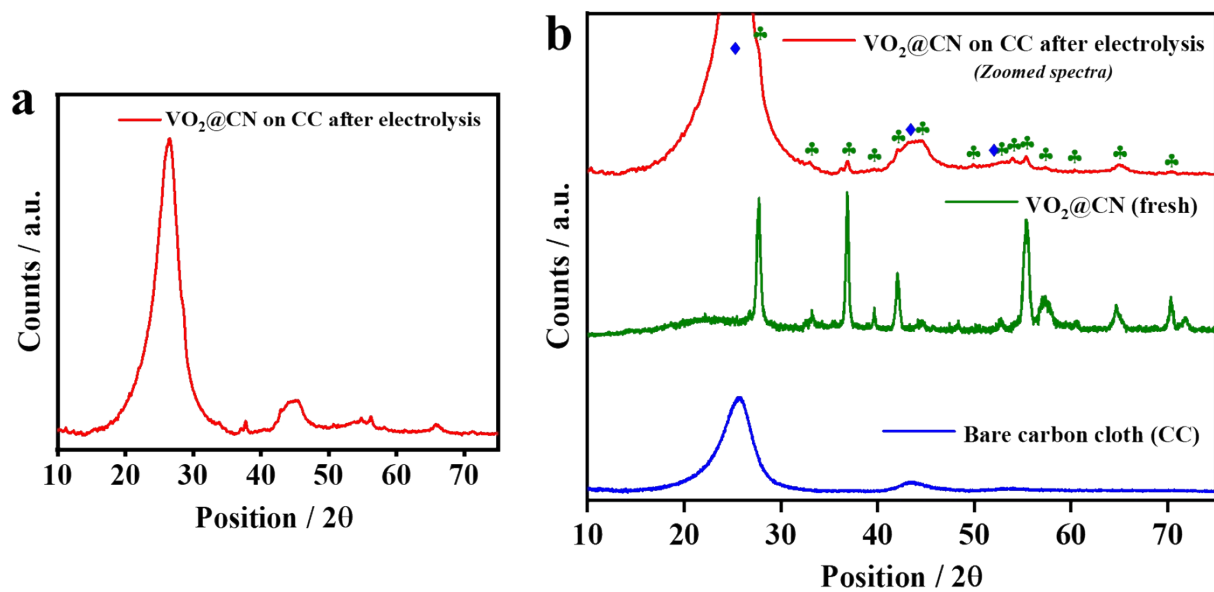 a
VO₂@CN on CC after electrolysis
Counts / a.u.
10 20 30 40 50 60 70
Position / 2θ
b
VO₂@CN on CC after electrolysis
(Zoomed spectra)
VO₂@CN (fresh)
Bare carbon cloth (CC)
Counts / a.u.
10 20 30 40 50 60 70
Position / 2θ